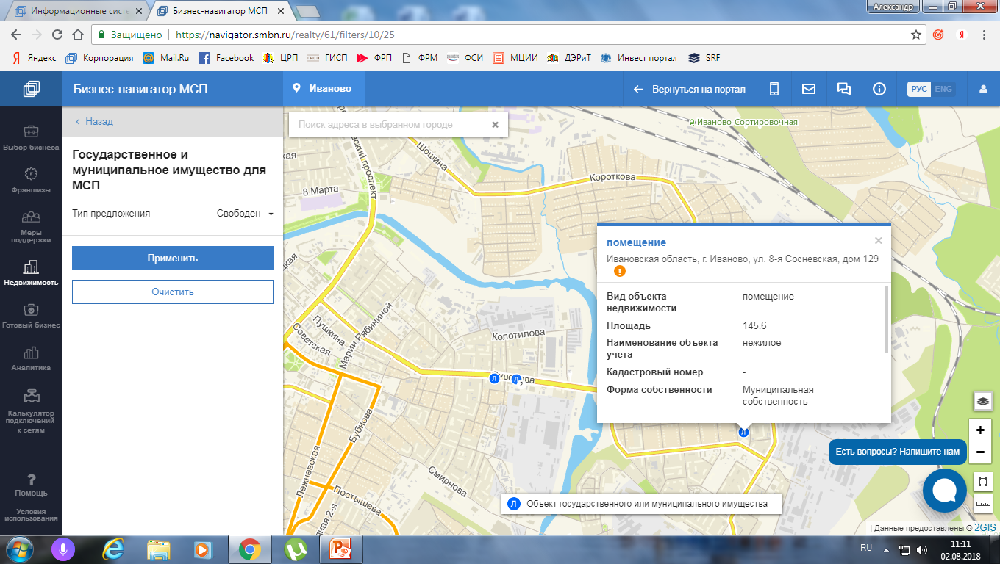 Информационные систе
Бизнес-навигатор МСП
Александр
Защищено
https://navigator.smbn.ru/realty/61/filters/10/25
Яндекс
Корпорация
Mail.Ru
Facebook
ЦРП
ГИСП
ФРП
ФРМ
ФСИ
МЦИИ
ДЭРиТ
Инвест портал
SRF
Бизнес-навигатор МСП
Иваново
Вернуться на портал
РУС ENG
Выбор бизнеса
Франшизы
Меры
поддержки
Недвижимость
Готовый бизнес
Аналитика
Калькулятор
подключений
к сетям
Помощь
Условия
использования
Назад
Государственное и
муниципальное имущество для
МСП
Тип предложения Свободен
Применить
Очистить
Поиск адреса в выбранном городе
Иваново-Сортировочная
Шошина
Короткова
8 Марта
Колотилова
Пушкина
Советская
Марии Рябининой
Бубнова
Лежневская
Смирнова
Постышева
помещение
Ивановская область, г. Иваново, ул. 8-я Сосневская, дом 129
Вид объекта
недвижимости
помещение
Площадь 145.6
Наименование объекта
учета
нежилое
Кадастровый номер -
Форма собственности
Муниципальная
собственность
Л
Л
2
Л
Есть вопросы? Напишите нам
Л Объект государственного или муниципального имущества
| Данные предоставлены © 2GIS
RU
11:11
02.08.2018